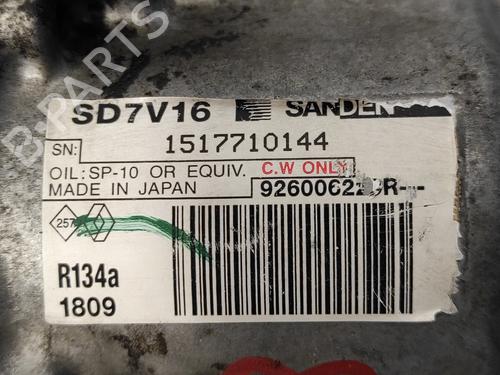 SD7V16 SANDEN
SN: 1517710144
OIL:SP-10 OR EQUIV. C.W ONLY
MADE IN JAPAN
257
R134a
1809
B-PARTS